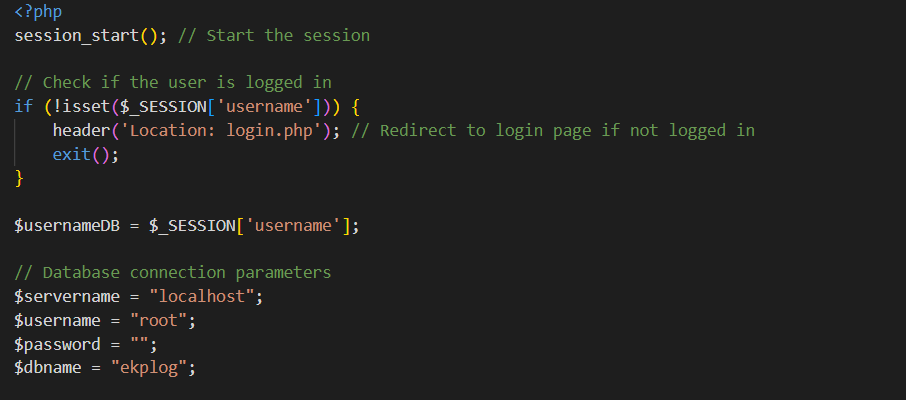 <?php
session_start(); // Start the session
// Check if the user is logged in
if (!isset($_SESSION['username'])) {
    header('Location: login.php'); // Redirect to login page if not logged in
    exit();
}
$usernameDB = $_SESSION['username'];
// Database connection parameters
$servername = "localhost";
$username = "root";
$password = "";
$dbname = "ekplog";